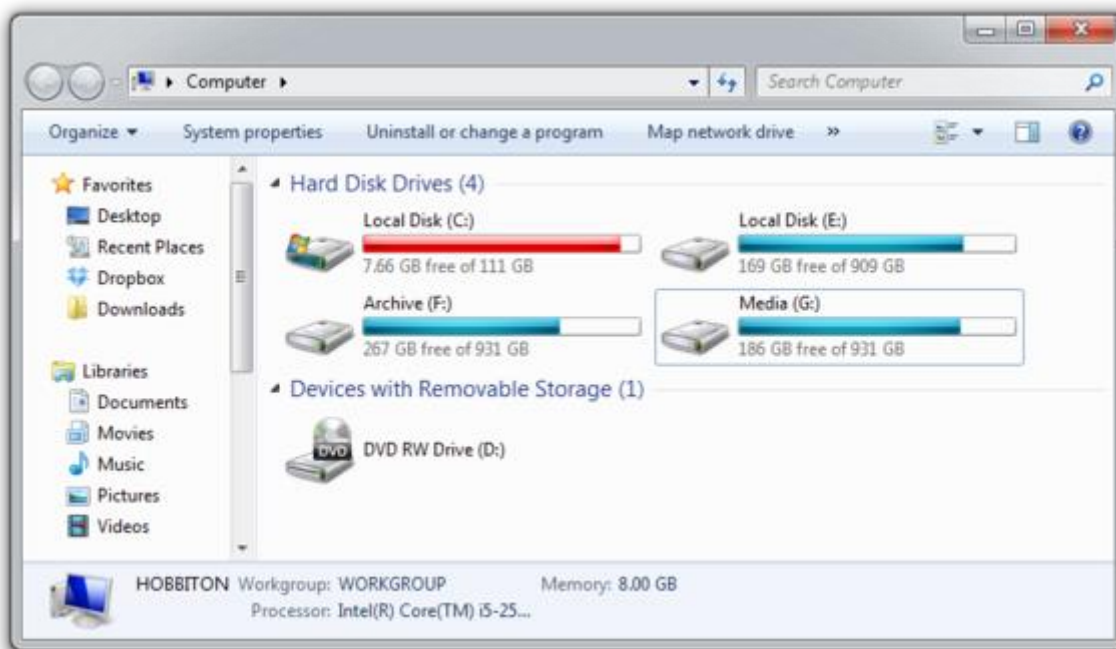 Computer
Search Computer
Organize System properties Uninstall or change a program Map network drive »
Favorites
Desktop
Recent Places
Dropbox
Downloads
Libraries
Documents
Movies
Music
Pictures
Videos
Hard Disk Drives (4)
Local Disk (C:)
7.66 GB free of 111 GB
Local Disk (E:)
169 GB free of 909 GB
Archive (F:)
267 GB free of 931 GB
Media (G:)
186 GB free of 931 GB
Devices with Removable Storage (1)
DVD
DVD RW Drive (D:)
HOBBITON Workgroup: WORKGROUP Memory: 8.00 GB
Processor: Intel(R) Core(TM) i5-25...